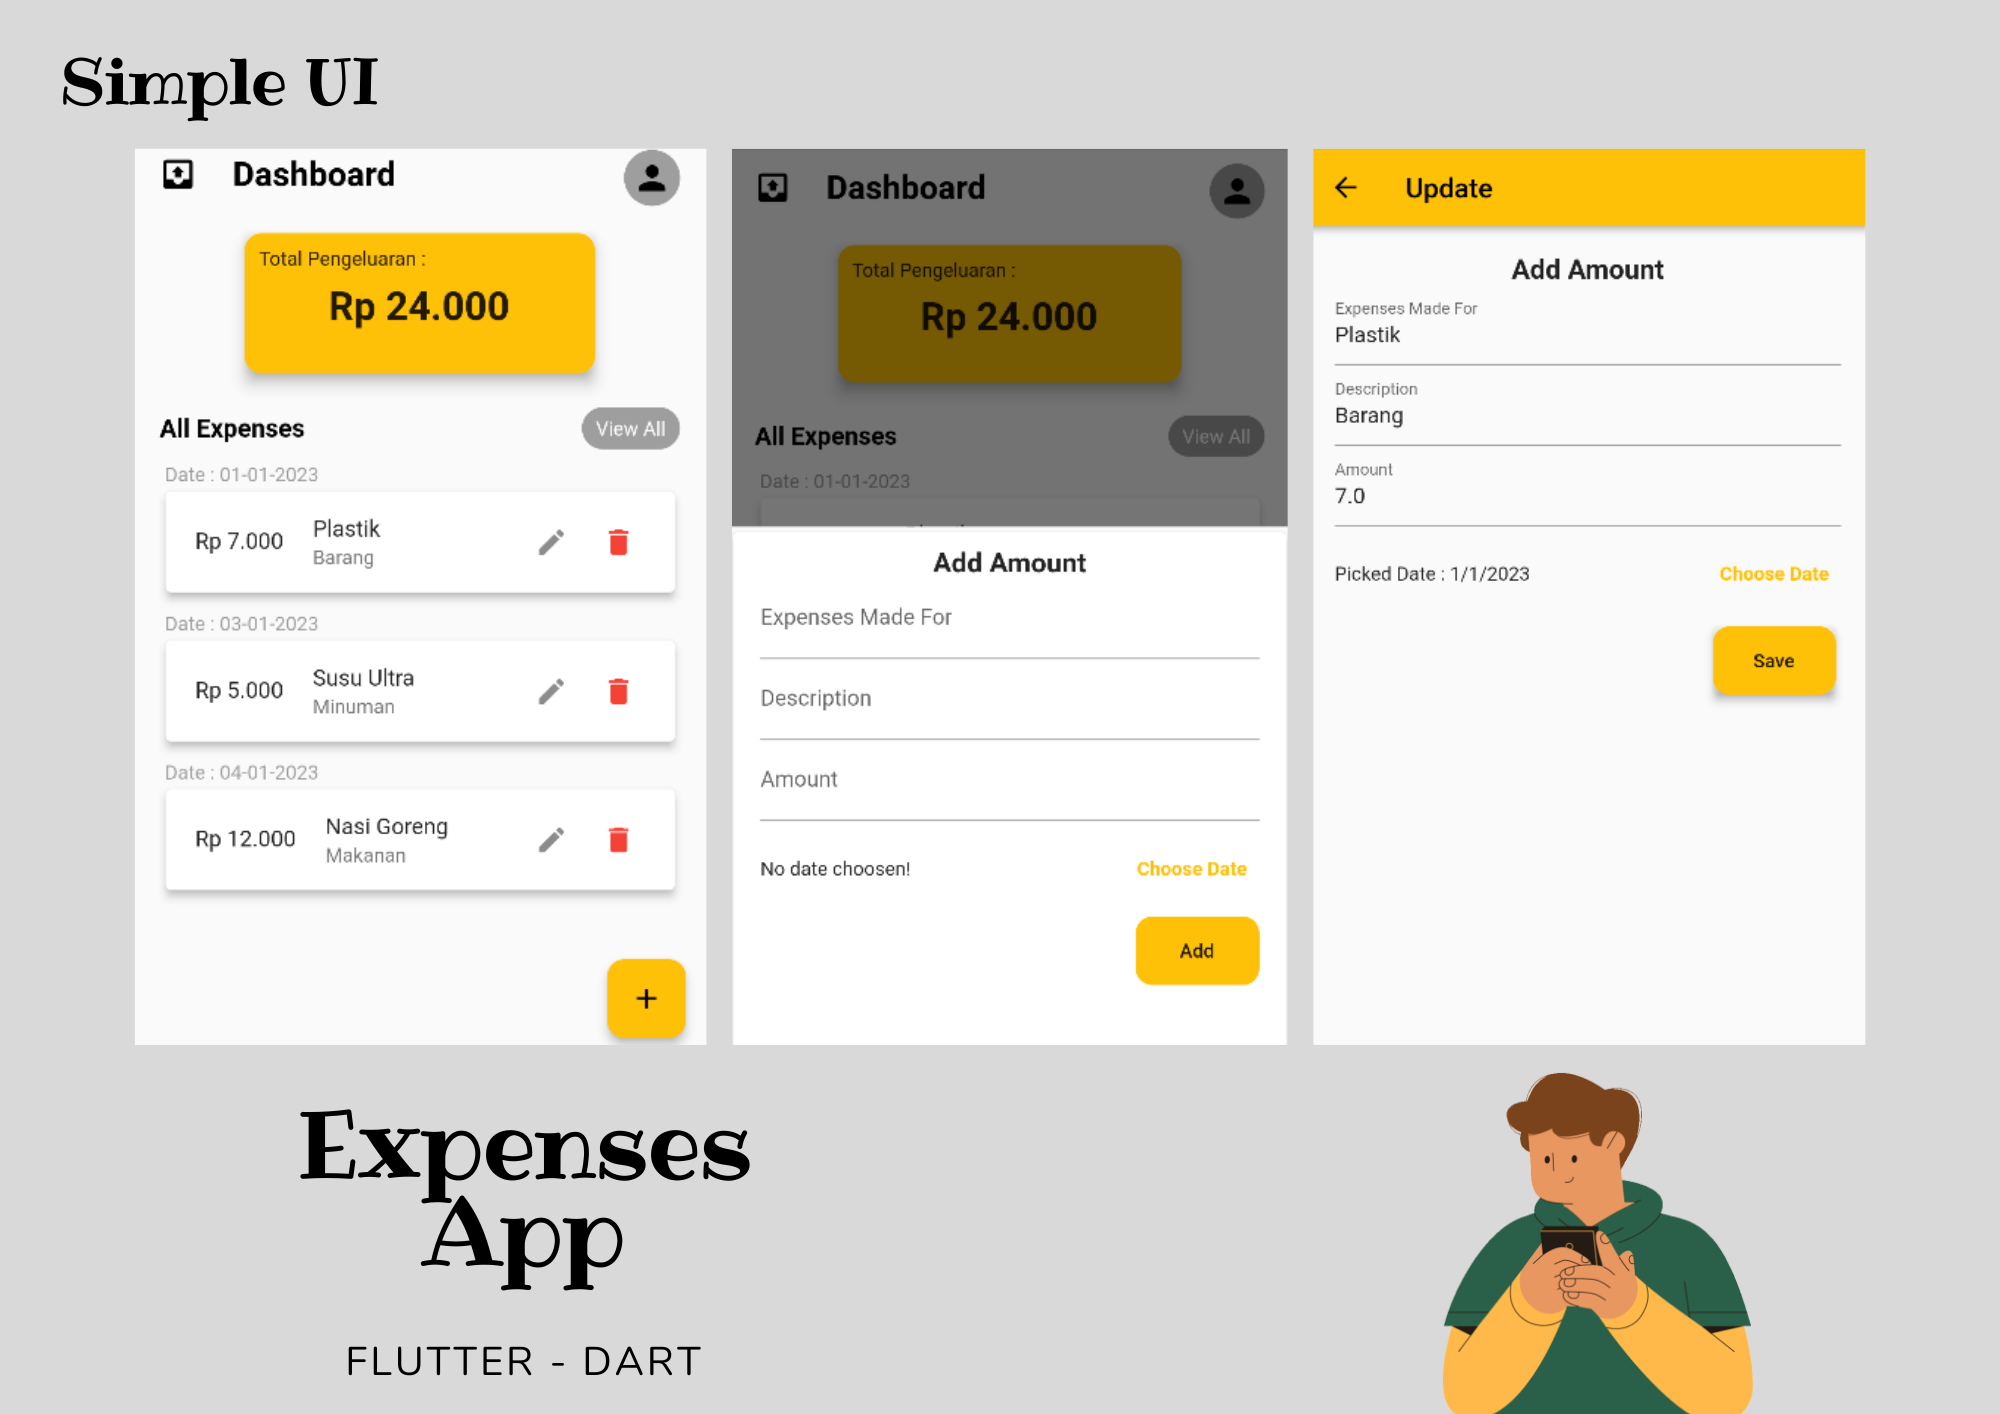 Simple UI
Dashboard
Total Pengeluaran :
Rp 24.000
All Expenses
View All
Date : 01-01-2023
Rp 7.000
Plastik
Barang
Date : 03-01-2023
Rp 5.000
Susu Ultra
Minuman
Date : 04-01-2023
Rp 12.000
Nasi Goreng
Makanan
+
Dashboard
Total Pengeluaran :
Rp 24.000
All Expenses
View All
Date : 01-01-2023
Add Amount
Expenses Made For
Description
Amount
No date choosen!
Choose Date
Add
Update
Add Amount
Expenses Made For
Plastik
Description
Barang
Amount
7.0
Picked Date : 1/1/2023
Choose Date
Save
Expenses
App
FLUTTER - DART